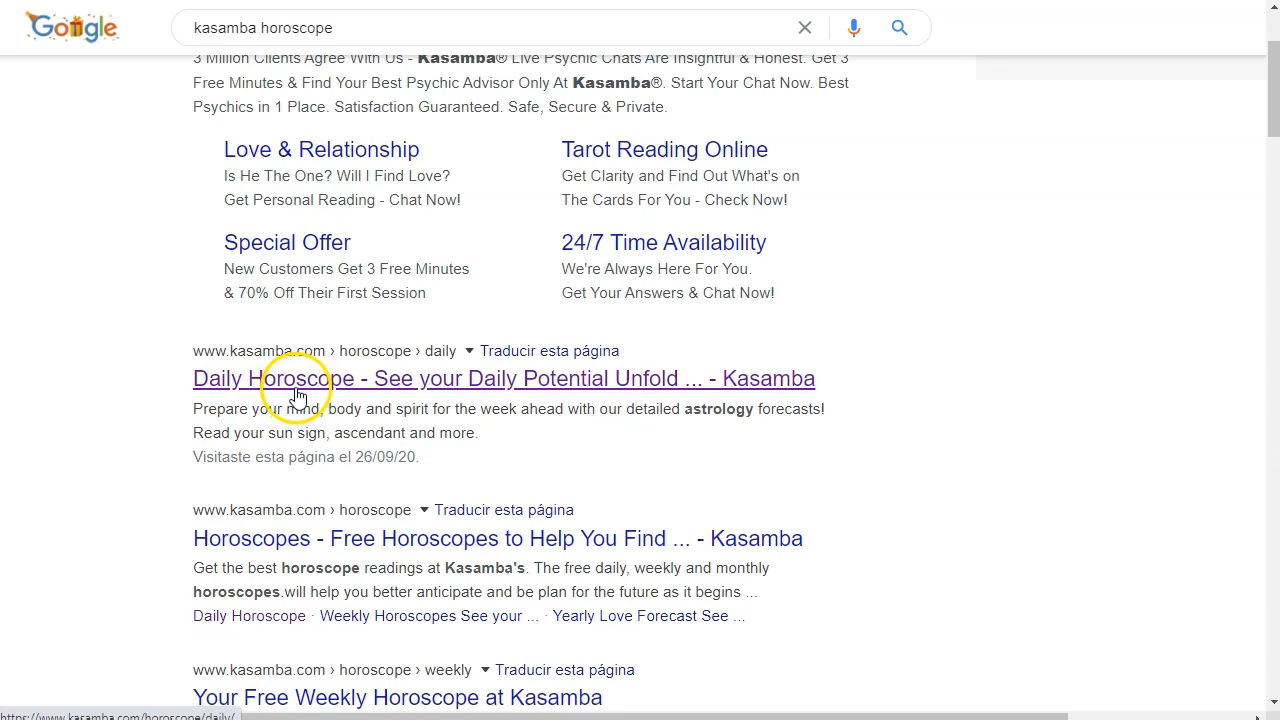 Google
kasamba horoscope
3 Million Clients Agree With Us - Kasamba® Live Psychic Chats Are Insightful & Honest. Get 3
Free Minutes & Find Your Best Psychic Advisor Only At Kasamba®. Start Your Chat Now. Best
Psychics in 1 Place. Satisfaction Guaranteed. Safe, Secure & Private.
Love & Relationship
Is He The One? Will I Find Love?
Get Personal Reading - Chat Now!
Tarot Reading Online
Get Clarity and Find Out What's on
The Cards For You - Check Now!
Special Offer
New Customers Get 3 Free Minutes
& 70% Off Their First Session
24/7 Time Availability
We're Always Here For You.
Get Your Answers & Chat Now!
www.kasamba.com › horoscope › daily Traducir esta página
Daily Horoscope - See your Daily Potential Unfold ... - Kasamba
Prepare your mind, body and spirit for the week ahead with our detailed astrology forecasts!
Read your sun sign, ascendant and more.
Visitaste esta página el 26/09/20.
www.kasamba.com › horoscope Traducir esta página
Horoscopes - Free Horoscopes to Help You Find ... - Kasamba
Get the best horoscope readings at Kasamba's. The free daily, weekly and monthly
horoscopes.will help you better anticipate and be plan for the future as it begins ...
Daily Horoscope · Weekly Horoscopes See your ... · Yearly Love Forecast See ...
www.kasamba.com › horoscope › weekly Traducir esta página
Your Free Weekly Horoscope at Kasamba
https://www.kasamba.com/horoscope/daily/